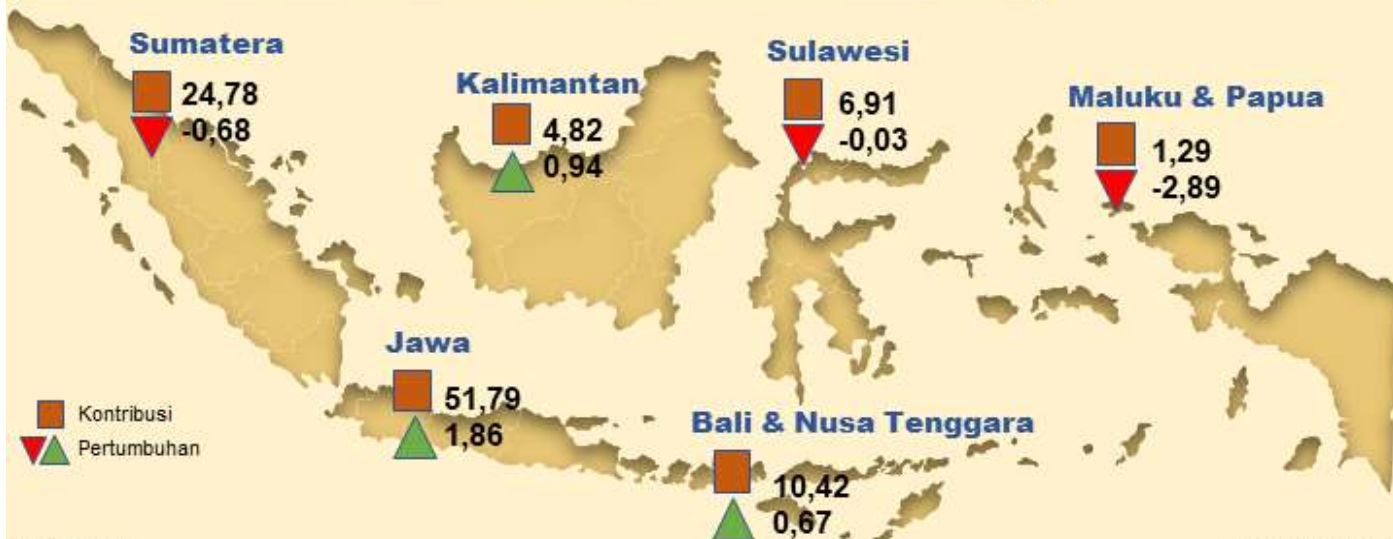 Sumatera
24,78
-0,68
Kalimantan
4,82
0,94
Sulawesi
6,91
-0,03
Maluku & Papua
1,29
-2,89
Jawa
51,79
1,86
Bali & Nusa Tenggara
10,42
0,67
Kontribusi
Pertumbuhan